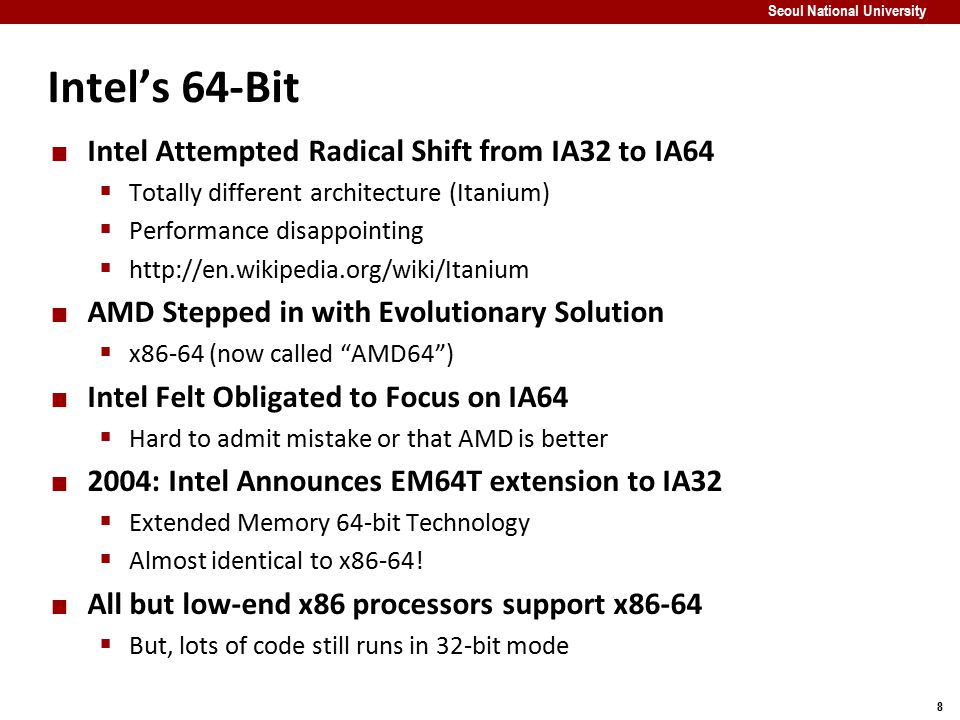 Seoul National University
Intel’s 64-Bit
■ Intel Attempted Radical Shift from IA32 to IA64
▪ Totally different architecture (Itanium)
▪ Performance disappointing
▪ http://en.wikipedia.org/wiki/Itanium
■ AMD Stepped in with Evolutionary Solution
▪ x86-64 (now called “AMD64”)
■ Intel Felt Obligated to Focus on IA64
▪ Hard to admit mistake or that AMD is better
■ 2004: Intel Announces EM64T extension to IA32
▪ Extended Memory 64-bit Technology
▪ Almost identical to x86-64!
■ All but low-end x86 processors support x86-64
▪ But, lots of code still runs in 32-bit mode
8